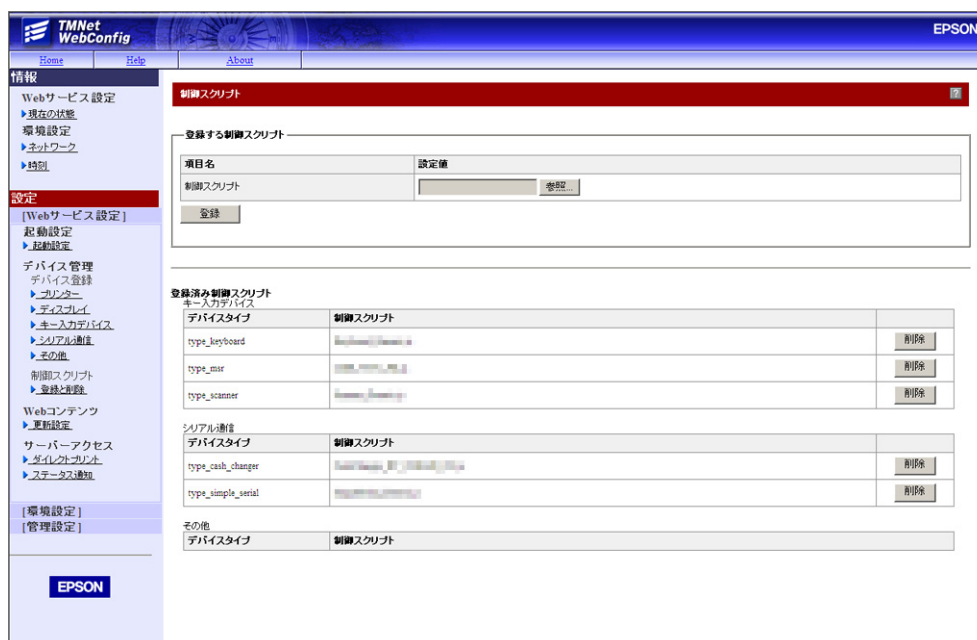 TMNet
WebConfig
EPSON
Home Help About
情報
Webサービス設定
現在の状態
環境設定
ネットワーク
時刻
設定
[Webサービス設定]
起動設定
起動設定
デバイス管理
デバイス登録
プリンター
ディスプレイ
キー入力デバイス
シリアル通信
その他
制御スクリプト
登録と削除
Webコンテンツ
更新設定
サーバーアクセス
ダイレクトプリント
ステータス通知
[環境設定]
[管理設定]
EPSON
制御スクリプト ?
登録する制御スクリプト
項目名 設定値
制御スクリプト 参照...
登録
登録済み制御スクリプト
キー入力デバイス
デバイスタイプ 制御スクリプト
type_keyboard 削除
type_msr 削除
type_scanner 削除
シリアル通信
デバイスタイプ 制御スクリプト
type_cash_changer 削除
type_simple_serial 削除
その他
デバイスタイプ 制御スクリプト